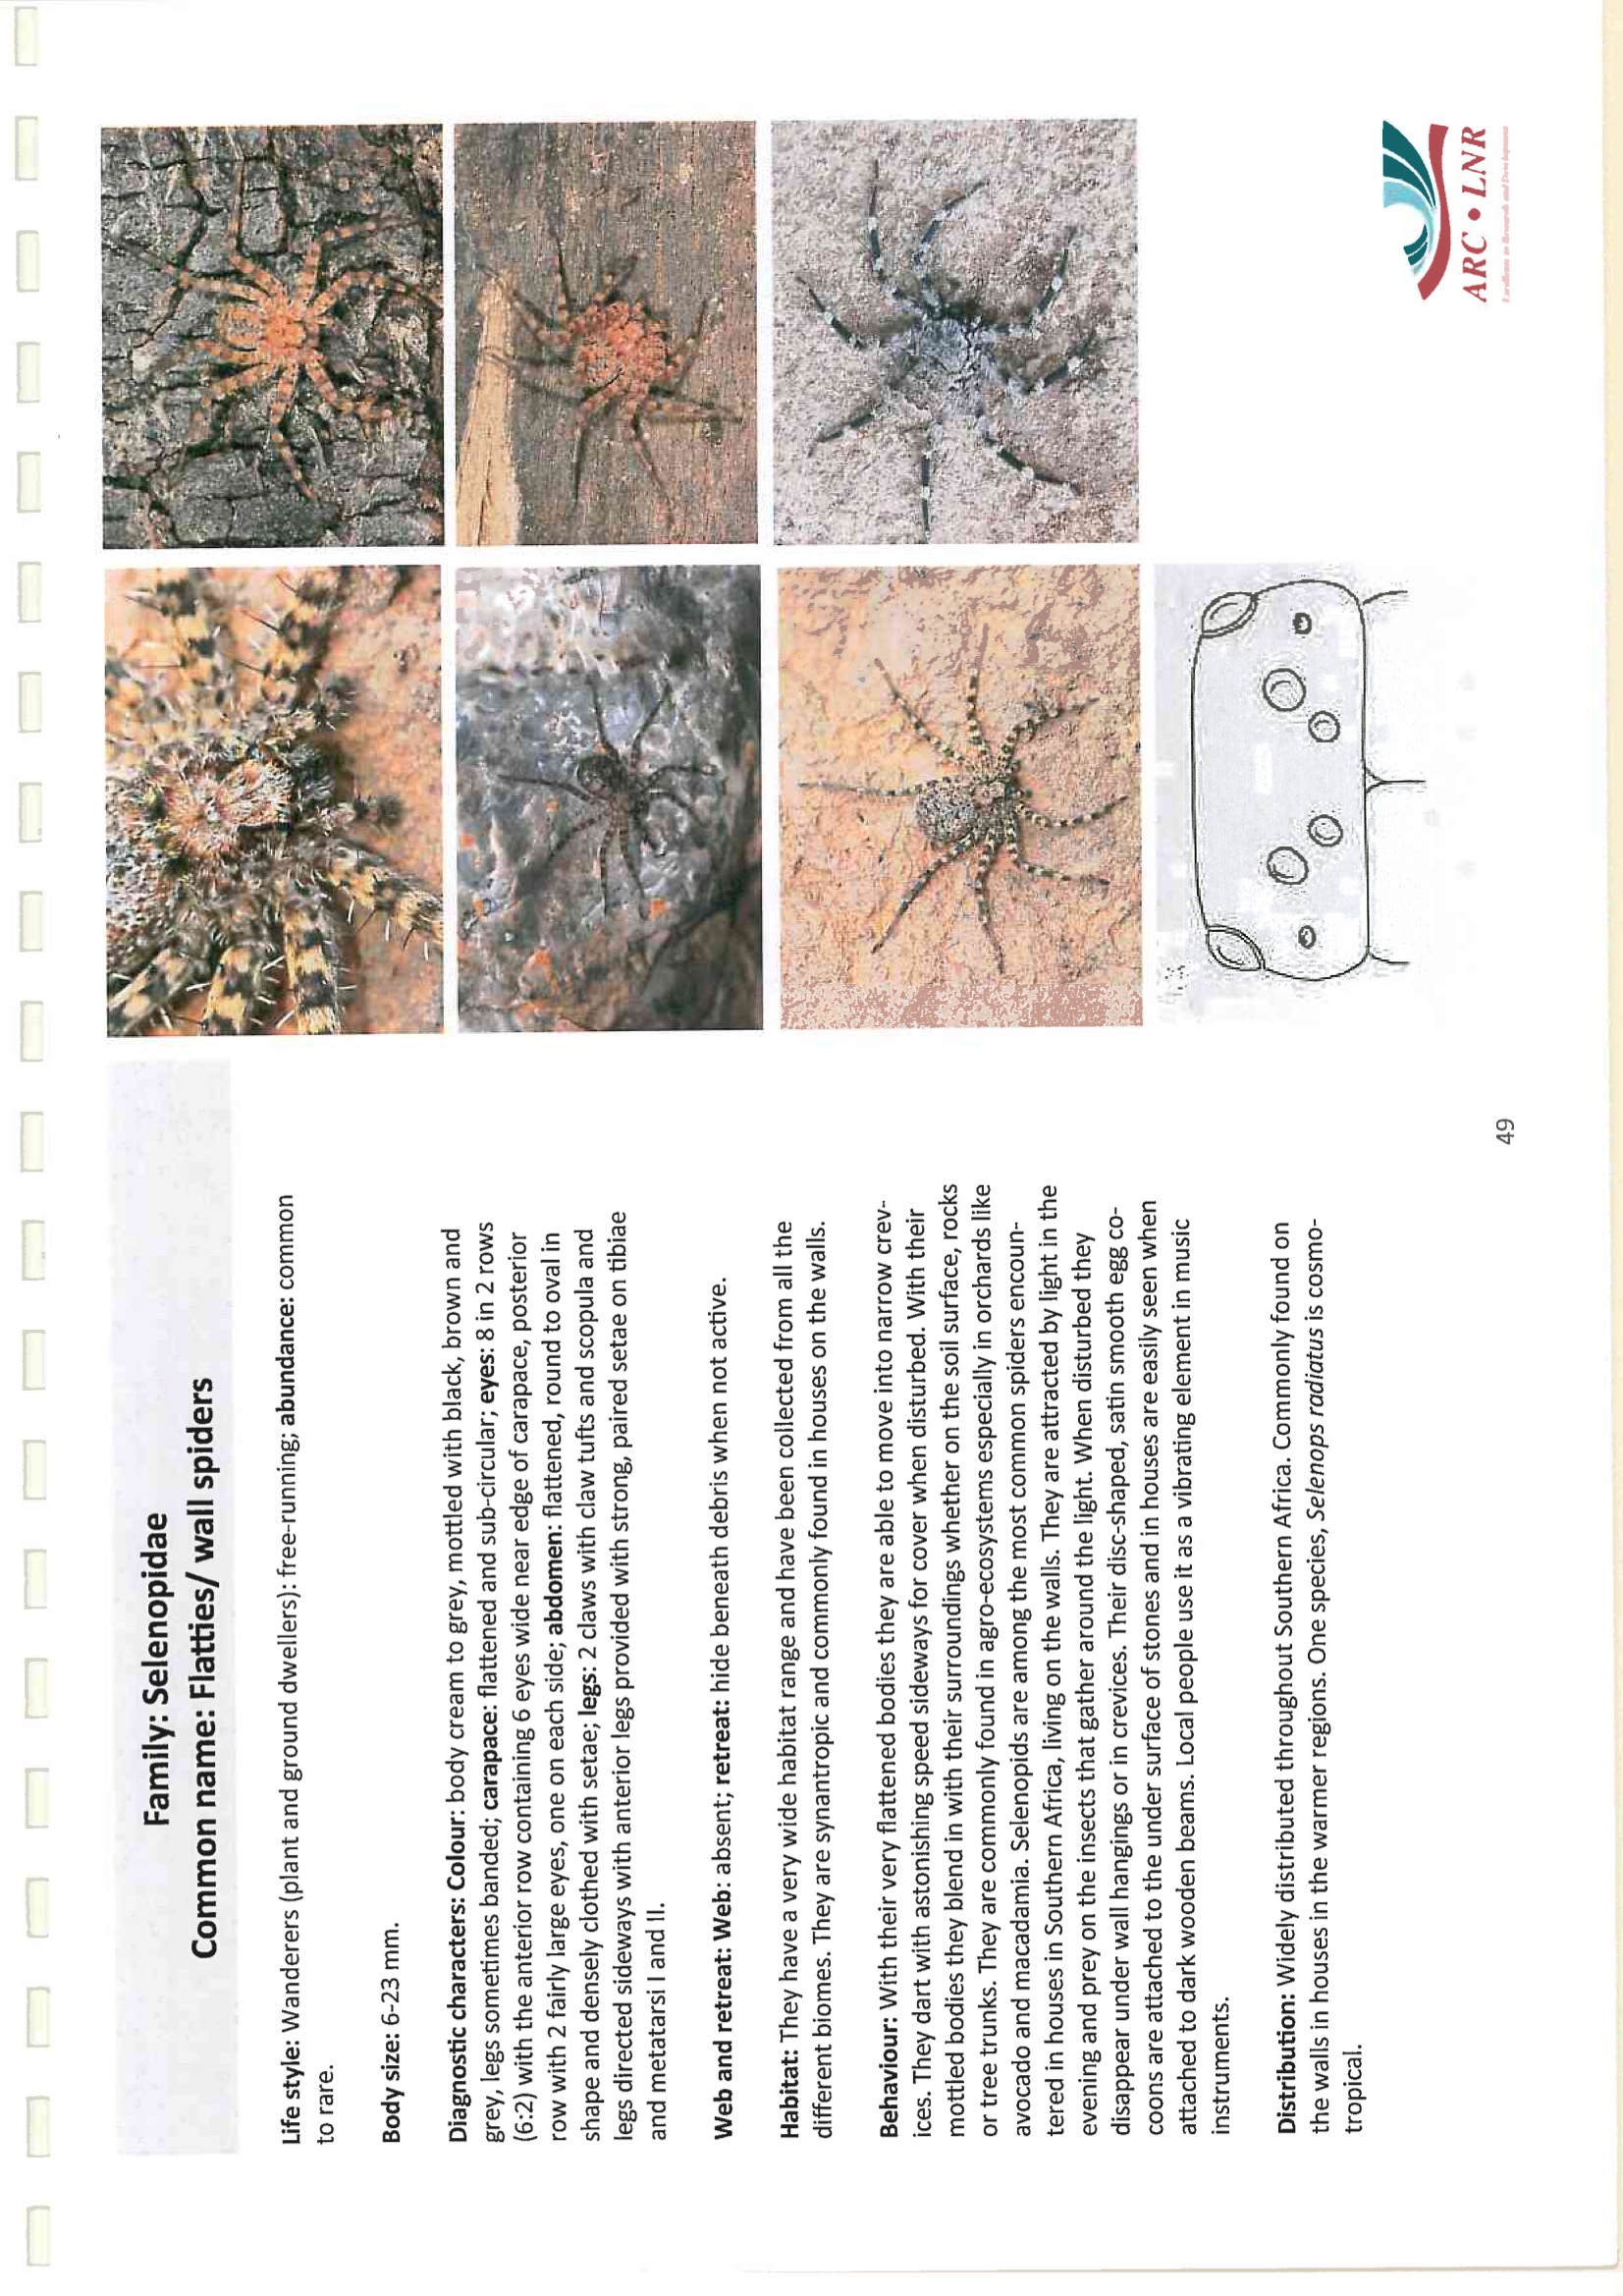 Family: Selenopidae
Common name: Flatties/ wall spiders
Life style: Wanderers (plant and ground dwellers): free-running; abundance: common
to rare.
Body size: 6-23 mm.
Diagnostic characters: Colour: body cream to grey, mottled with black, brown and
grey, legs sometimes banded; carapace: flattened and sub-circular; eyes: 8 in 2 rows
(6:2) with the anterior row containing 6 eyes wide near edge of carapace, posterior
row with 2 fairly large eyes, one on each side; abdomen: flattened, round to oval in
shape and densely clothed with setae; legs: 2 claws with claw tufts and scopula and
legs directed sideways with anterior legs provided with strong, paired setae on tibiae
and metatarsi I and II.
Web and retreat: Web: absent; retreat: hide beneath debris when not active.
Habitat: They have a very wide habitat range and have been collected from all the
different biomes. They are synantropic and commonly found in houses on the walls.
Behaviour: With their very flattened bodies they are able to move into narrow crev-
ices. They dart with astonishing speed sideways for cover when disturbed. With their
mottled bodies they blend in with their surroundings whether on the soil surface, rocks
or tree trunks. They are commonly found in agro-ecosystems especially in orchards like
avocado and macadamia. Selenopids are among the most common spiders encoun-
tered in houses in Southern Africa, living on the walls. They are attracted by light in the
evening and prey on the insects that gather around the light. When disturbed they
disappear under wall hangings or in crevices. Their disc-shaped, satin smooth egg co-
coons are attached to the under surface of stones and in houses are easily seen when
attached to dark wooden beams. Local people use it as a vibrating element in music
instruments.
Distribution: Widely distributed throughout Southern Africa. Commonly found on
the walls in houses in the warmer regions. One species, Selenops radiatus is cosmo-
tropical.
49
ARC • LNR
Excellence in Research and Development